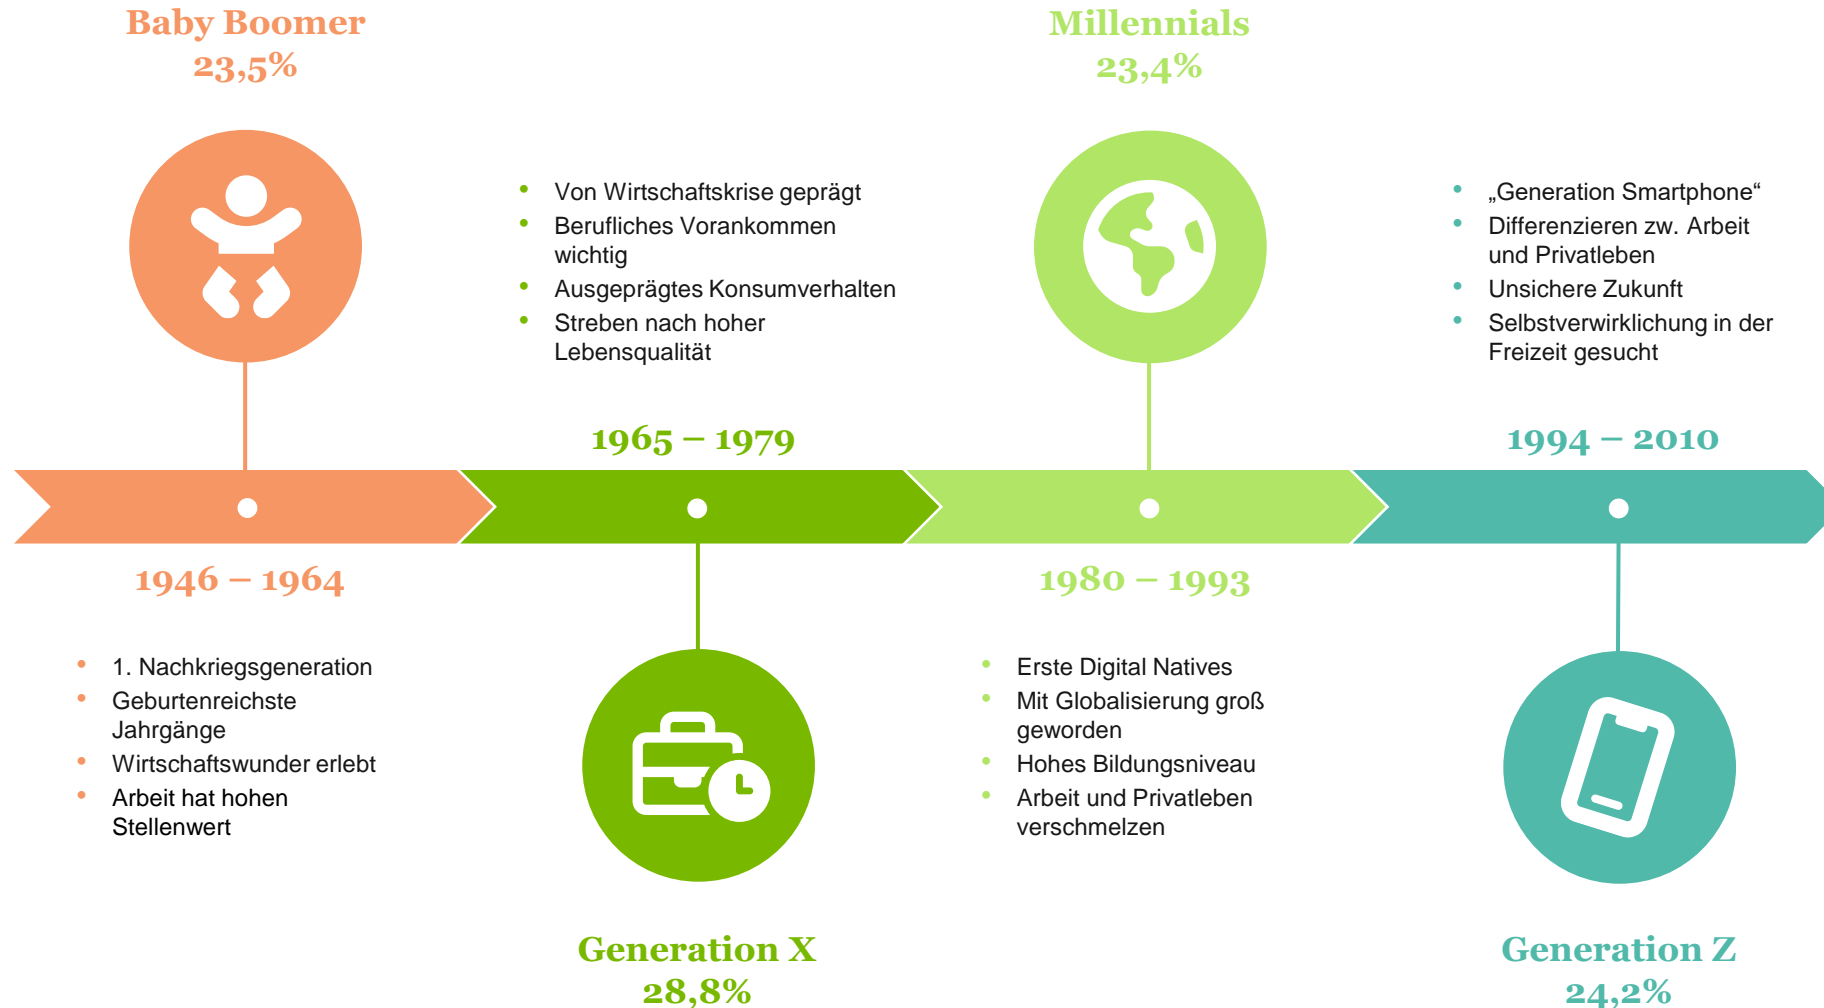 Baby Boomer
23,5%
1946 – 1964
1. Nachkriegsgeneration
Geburtenreichste
Jahrgänge
Wirtschaftswunder erlebt
Arbeit hat hohen
Stellenwert
Von Wirtschaftskrise geprägt
Berufliches Vorankommen
wichtig
Ausgeprägtes Konsumverhalten
Streben nach hoher
Lebensqualität
1965 – 1979
Generation X
28,8%
Millennials
23,4%
1980 – 1993
Erste Digital Natives
Mit Globalisierung groß
geworden
Hohes Bildungsniveau
Arbeit und Privatleben
verschmelzen
„Generation Smartphone“
Differenzieren zw. Arbeit
und Privatleben
Unsichere Zukunft
Selbstverwirklichung in der
Freizeit gesucht
1994 – 2010
Generation Z
24,2%